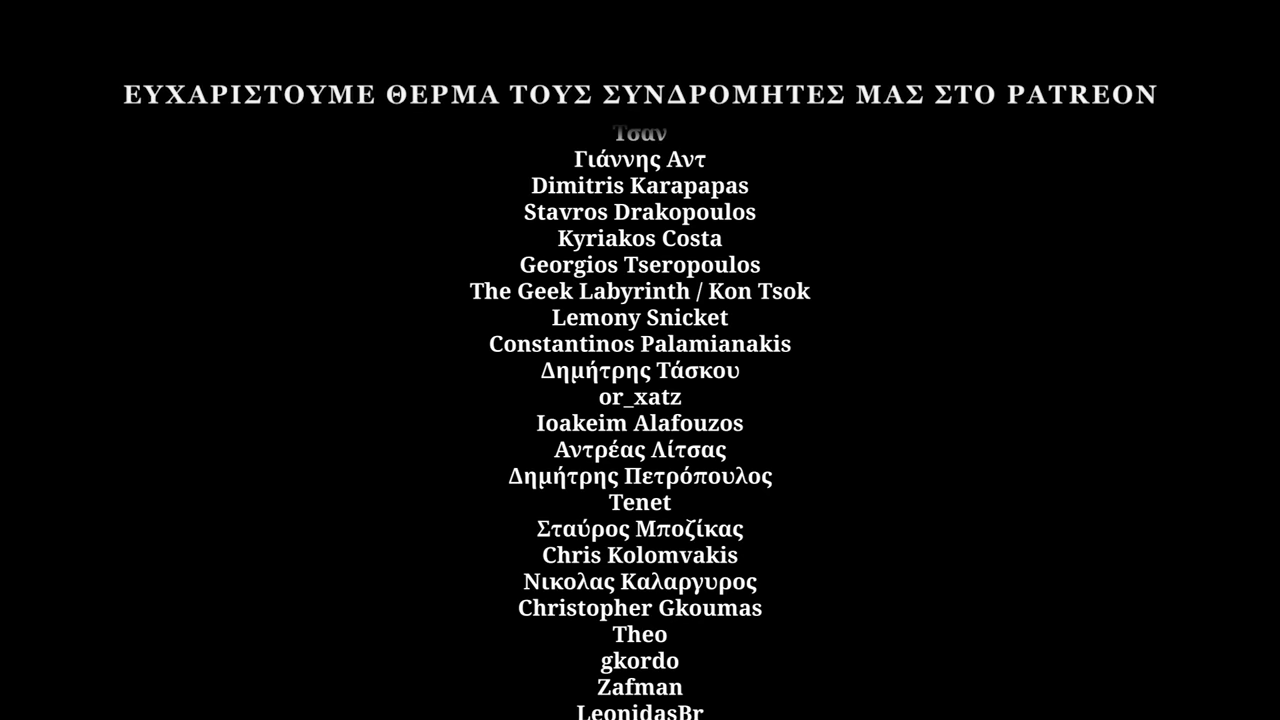 ΕΥΧΑΡΙΣΤΟΥΜΕ ΘΕΡΜΑ ΤΟΥΣ ΣΥΝΔΡΟΜΗΤΕΣ ΜΑΣ ΣΤΟ PATREON
Τσαν
Γιάννης Αντ
Dimitris Karapapas
Stavros Drakopoulos
Kyriakos Costa
Georgios Tseropoulos
The Geek Labyrinth / Kon Tsok
Lemony Snicket
Constantinos Palamianakis
Δημήτρης Τάσκου
or_xatz
Ioakeim Alafouzos
Αντρέας Λίτσας
Δημήτρης Πετρόπουλος
Tenet
Σταύρος Μποζίκας
Chris Kolomvakis
Νικολας Καλαργυρος
Christopher Gkoumas
Theo
gkordo
Zafman
LeonidasBr